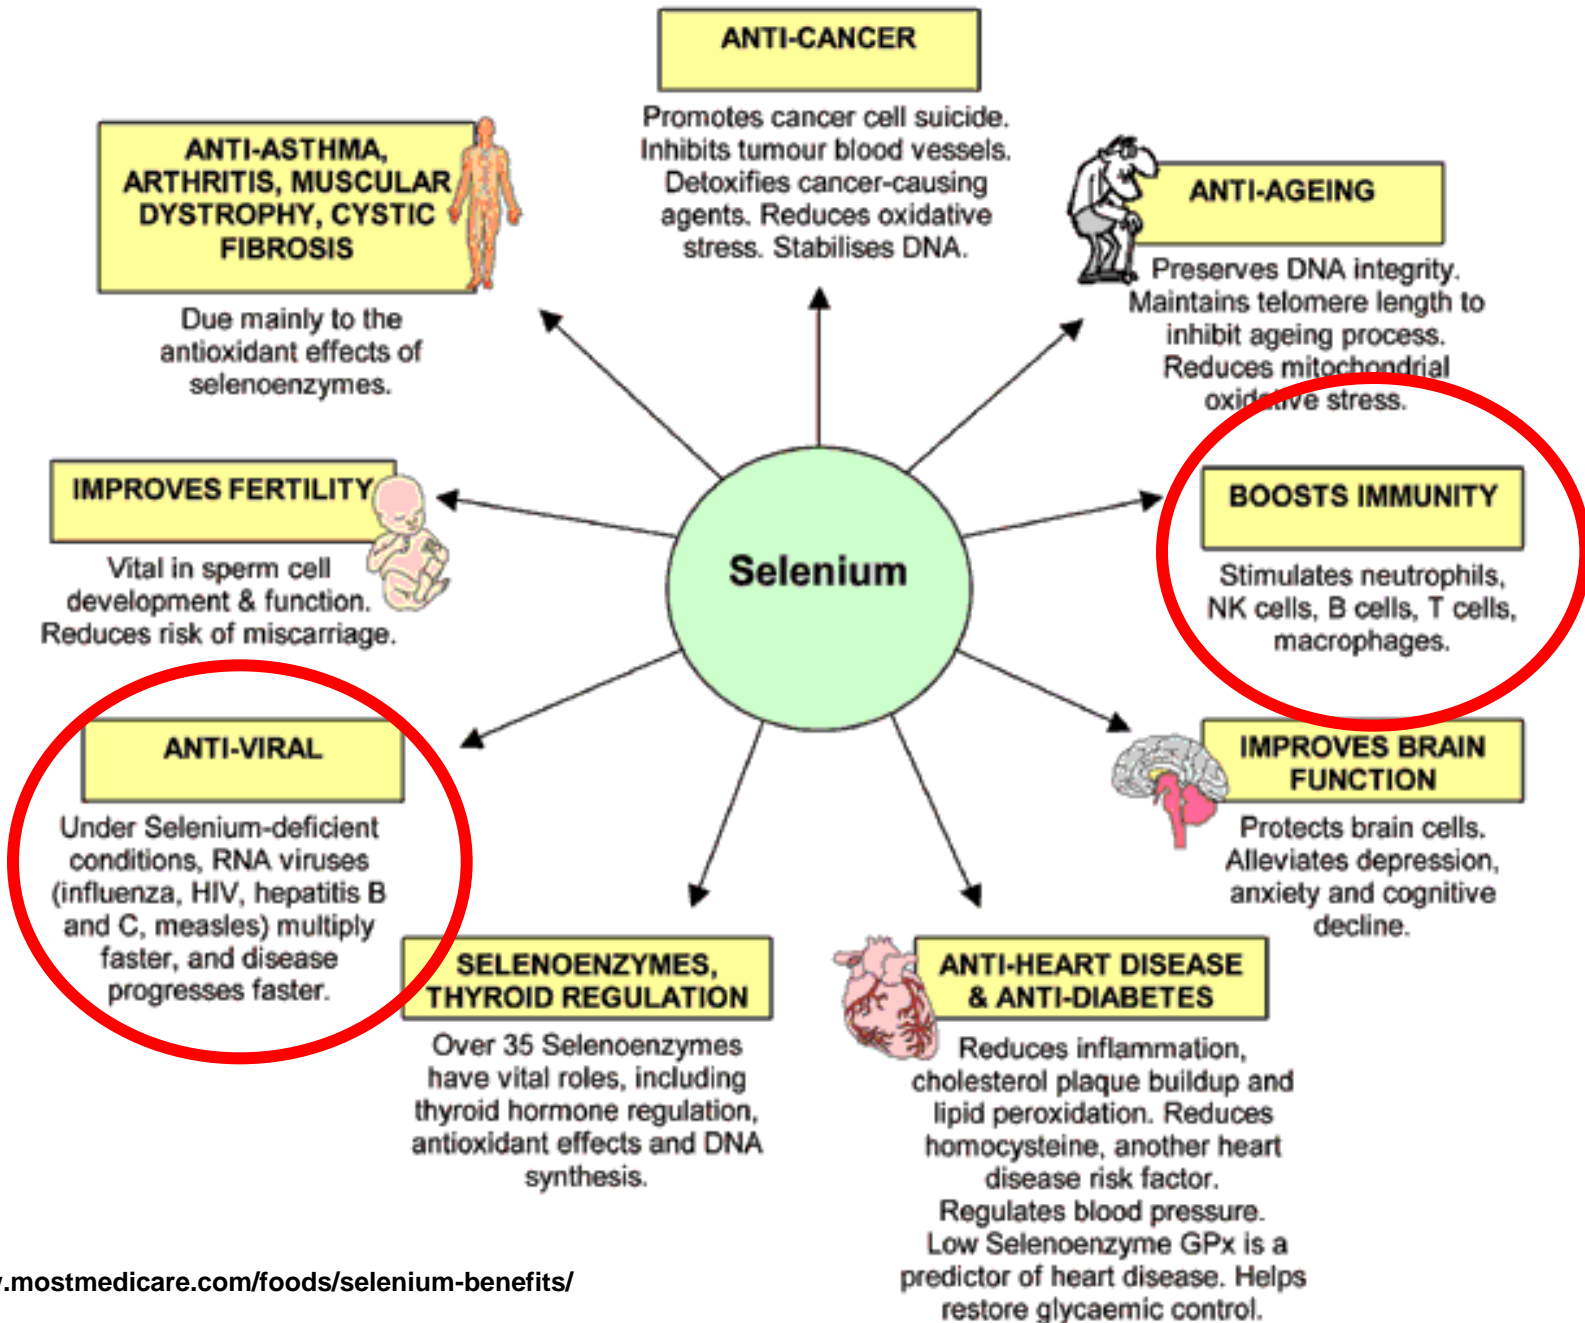 ANTI-CANCER
Promotes cancer cell suicide.
Inhibits tumour blood vessels.
Detoxifies cancer-causing
agents. Reduces oxidative
stress. Stabilises DNA.
ANTI-ASTHMA,
ARTHRITIS, MUSCULAR
DYSTROPHY, CYSTIC
FIBROSIS
Due mainly to the
antioxidant effects of
selenoenzymes.
ANTI-AGEING
Preserves DNA integrity.
Maintains telomere length to
inhibit ageing process.
Reduces mitochondrial
oxidative stress.
IMPROVES FERTILITY
Vital in sperm cell
development & function.
Reduces risk of miscarriage.
Selenium
BOOSTS IMMUNITY
Stimulates neutrophils,
NK cells, B cells, T cells,
macrophages.
ANTI-VIRAL
Under Selenium-deficient
conditions, RNA viruses
(influenza, HIV, hepatitis B
and C, measles) multiply
faster, and disease
progresses faster.
IMPROVES BRAIN
FUNCTION
Protects brain cells.
Alleviates depression,
anxiety and cognitive
decline.
SELENOENZYMES,
THYROID REGULATION
Over 35 Selenoenzymes
have vital roles, including
thyroid hormone regulation,
antioxidant effects and DNA
synthesis.
ANTI-HEART DISEASE
& ANTI-DIABETES
Reduces inflammation,
cholesterol plaque buildup and
lipid peroxidation. Reduces
homocysteine, another heart
disease risk factor.
Regulates blood pressure.
Low Selenoenzyme GPx is a
predictor of heart disease. Helps
restore glycaemic control.
.mostmedicare.com/foods/selenium-benefits/